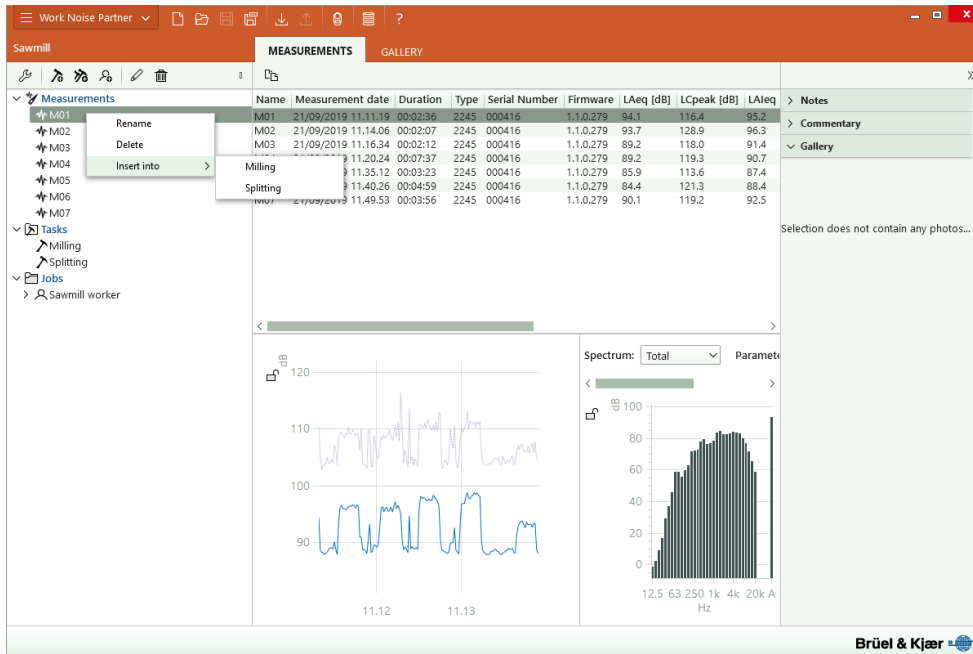 Work Noise Partner
?
Sawmill
MEASUREMENTS GALLERY
Measurements
M01
M02
M03
M04
M05
M06
M07
Tasks
Milling
Splitting
Jobs
Sawmill worker
Rename
Delete
Insert into
Milling
Splitting
Name Measurement date Duration Type Serial Number Firmware LAeq [dB] LCpeak [dB] LAIeq
M01 21/09/2019 11.11.19 00:02:36 2245 000416 1.1.0.279 94.1 116.4 95.2
M02 21/09/2019 11.14.06 00:02:07 2245 000416 1.1.0.279 93.7 128.9 96.3
M03 21/09/2019 11.16.34 00:02:12 2245 000416 1.1.0.279 89.2 118.0 91.4
11.20.24 00:07:37 2245 000416 1.1.0.279 89.2 119.3 90.7
11.35.12 00:03:23 2245 000416 1.1.0.279 85.9 113.6 87.4
11.40.26 00:04:59 2245 000416 1.1.0.279 84.4 121.3 88.4
M07 21/09/2019 11.49.53 00:03:56 2245 000416 1.1.0.279 90.1 119.2 92.5
Notes
Commentary
Gallery
Selection does not contain any photos...
dB
120
110
100
90
11.12 11.13
Spectrum: Total Paramete
dB
100
80
60
40
20
0
12.5 63 250 1k 4k 20k A
Hz
Brüel & Kjær